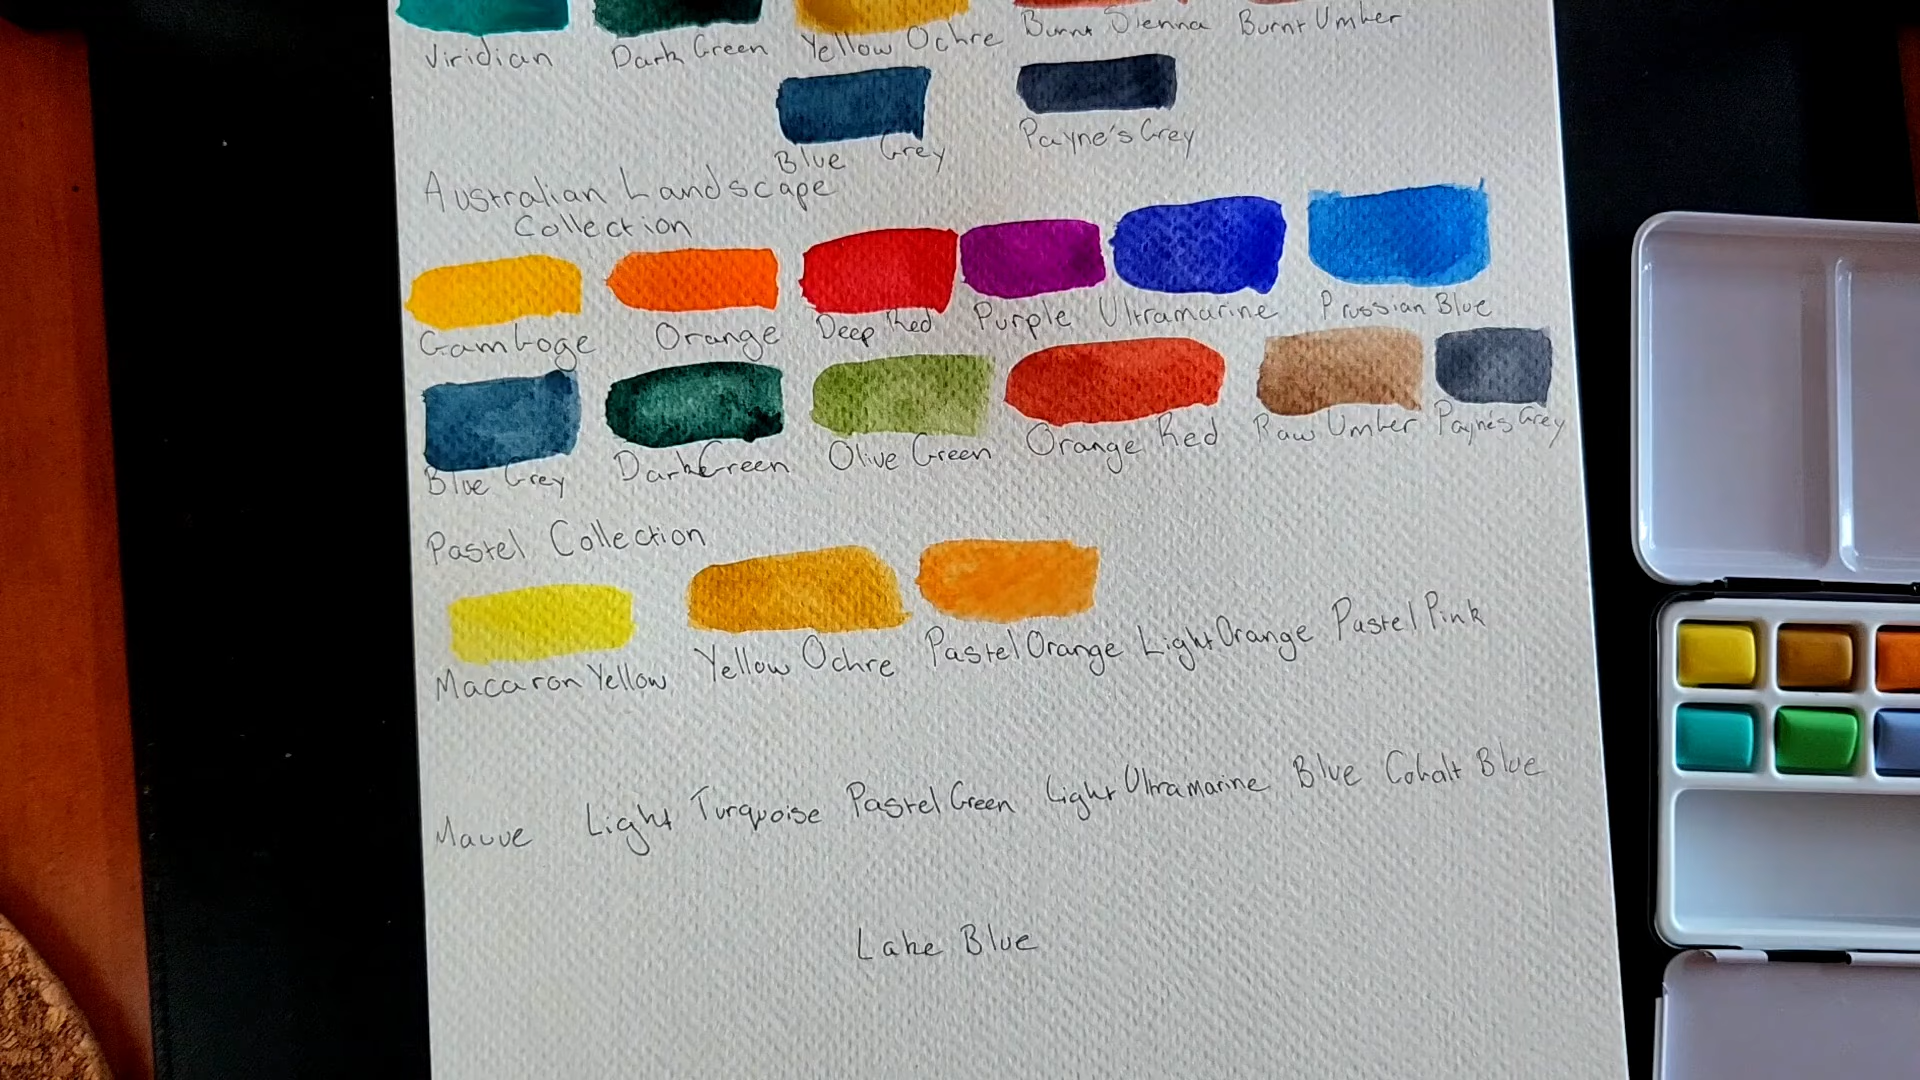 Viridian Dark Green Yellow Ochre Burnt Sienna Burnt Umber
Blue Grey Payne's Grey
Australian Landscape
Collection
Gamboge Orange Deep Red Purple Ultramarine Prussian Blue
Blue Grey Dark Green Olive Green Orange Red Raw Umber Payne's Grey
Pastel Collection
Macaron Yellow Yellow Ochre Pastel Orange Light Orange Pastel Pink
Mauve Light Turquoise Pastel Green Light Ultramarine Blue Cobalt Blue
Lake Blue